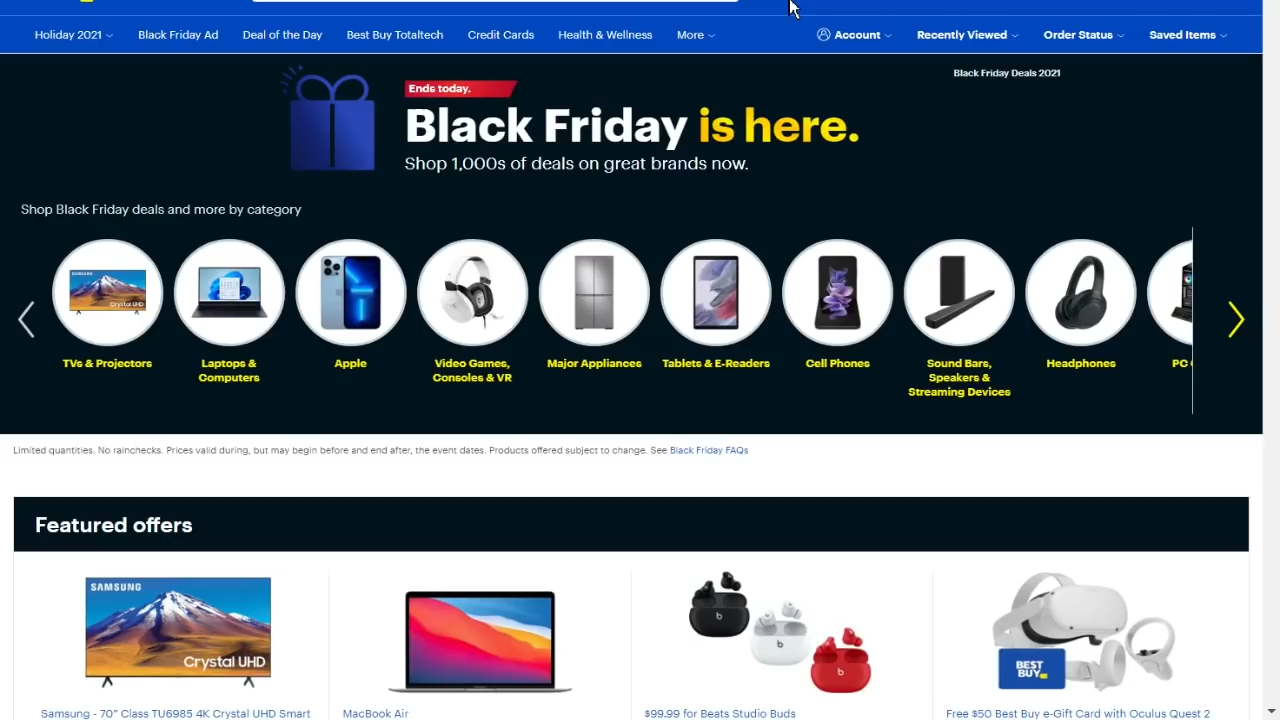 Holiday 2021
Black Friday Ad
Deal of the Day
Best Buy Totaltech
Credit Cards
Health & Wellness
More
Account
Recently Viewed
Order Status
Saved Items
Black Friday Deals 2021
Ends today.
Black Friday is here.
Shop 1,000s of deals on great brands now.
Shop Black Friday deals and more by category
SAMSUNG
Crystal UHD
TVs & Projectors
Laptops &
Computers
Apple
Video Games,
Consoles & VR
Major Appliances
Tablets & E-Readers
Cell Phones
Sound Bars,
Speakers &
Streaming Devices
Headphones
PC
Limited quantities. No rainchecks. Prices valid during, but may begin before and end after, the event dates. Products offered subject to change. See Black Friday FAQs
Featured offers
SAMSUNG
Crystal UHD
BEST
BUY
Samsung - 70" Class TU6985 4K Crystal UHD Smart
MacBook Air
$99.99 for Beats Studio Buds
Free $50 Best Buy e-Gift Card with Oculus Quest 2